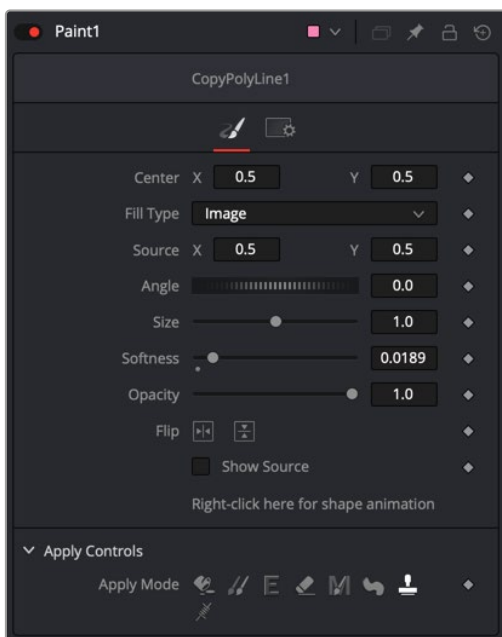 Paint1
CopyPolyLine1
Center X 0.5 Y 0.5
Fill Type Image
Source X 0.5 Y 0.5
Angle 0.0
Size 1.0
Softness 0.0189
Opacity 1.0
Flip
Show Source
Right-click here for shape animation
Apply Controls
Apply Mode